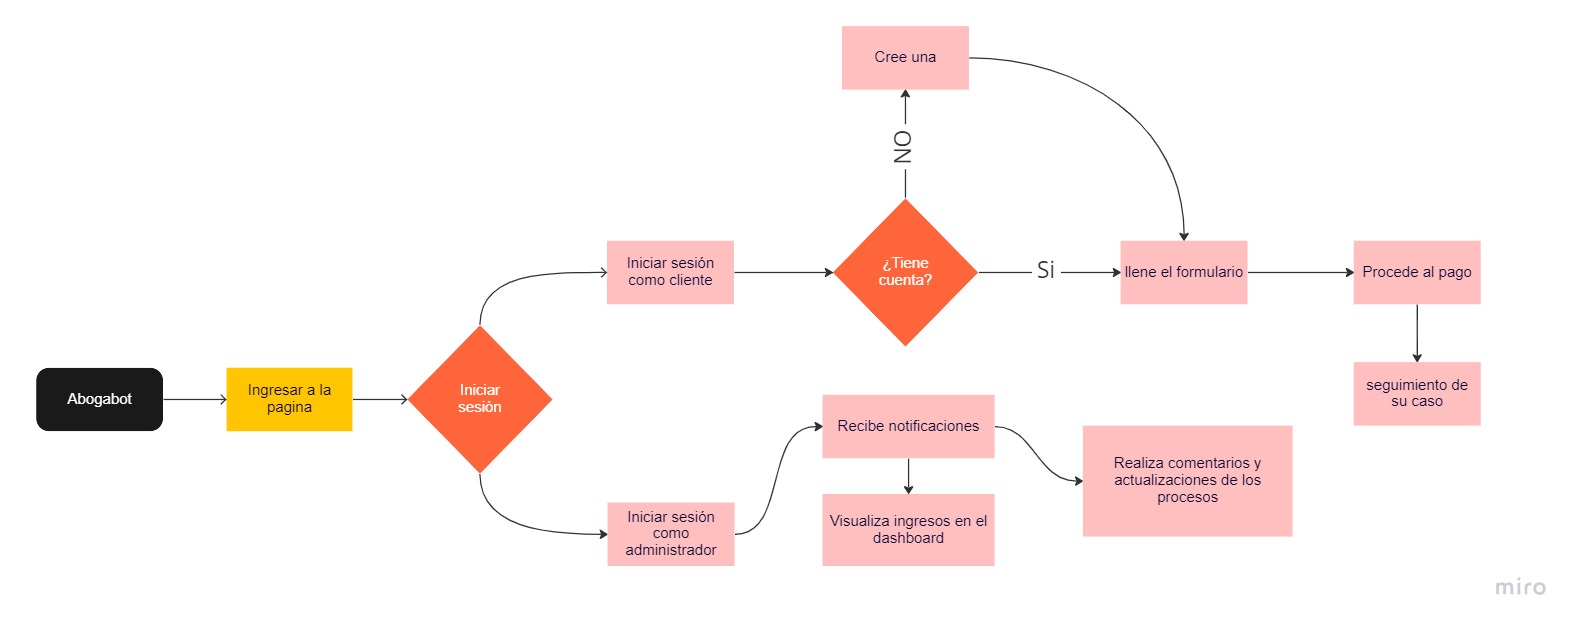 Cree una
NO
Iniciar sesión
como cliente
¿Tiene
cuenta?
Si
llene el formulario
Procede al pago
Abogabot
Ingresar a la
pagina
Iniciar
sesión
seguimiento de
su caso
Recibe notificaciones
Realiza comentarios y
actualizaciones de los
procesos
Iniciar sesión
como
administrador
Visualiza ingresos en el
dashboard
miro